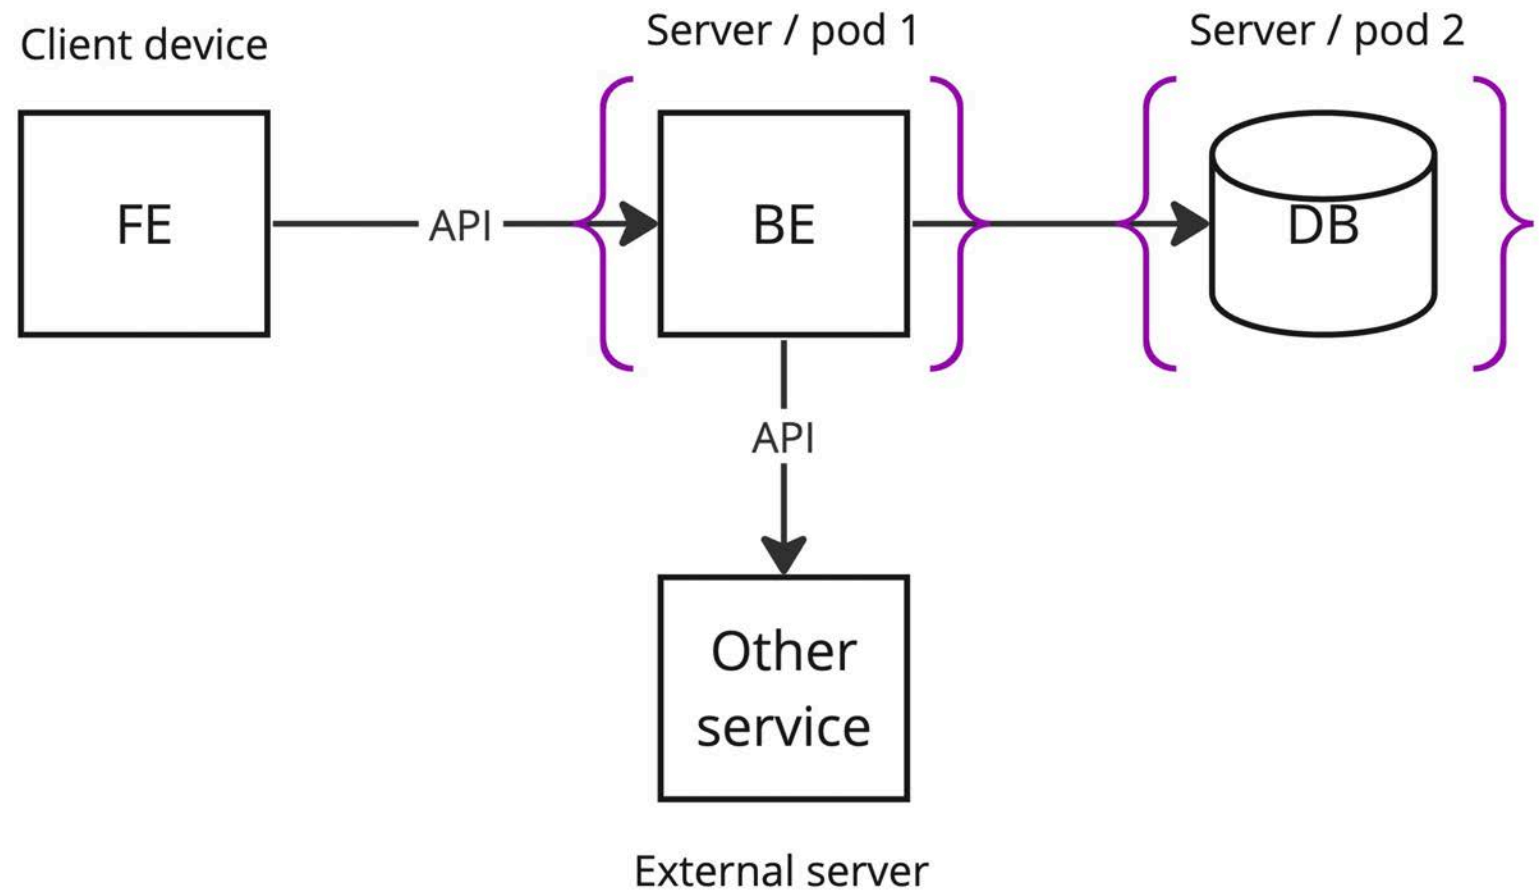 Client device
Server / pod 1
Server / pod 2
FE
API
BE
DB
API
Other
service
External server